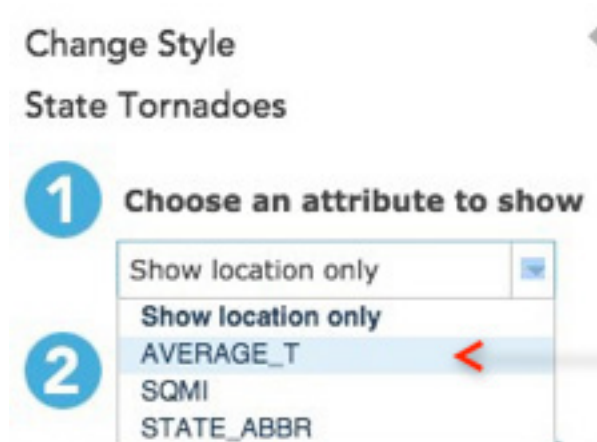 Change Style
State Tornadoes
1 Choose an attribute to show
Show location only
Show location only
2
AVERAGE_T
SQMI
STATE_ABBR